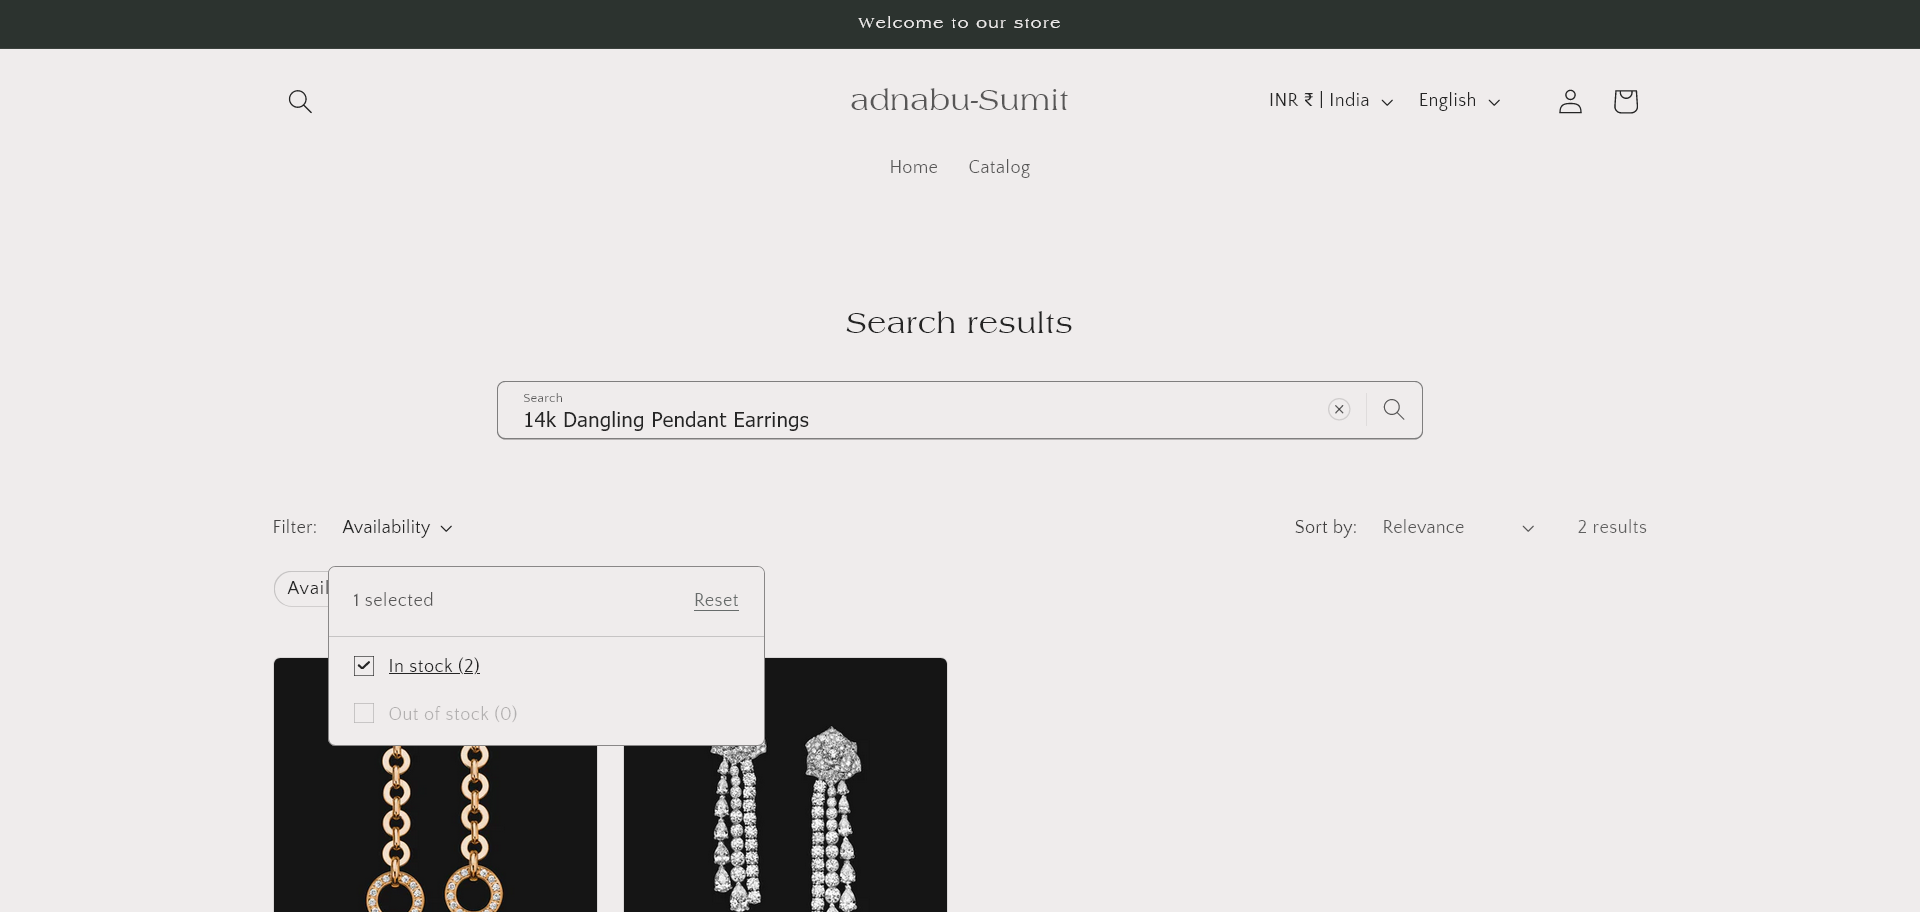 Welcome to our store
adnabu-Sumit
INR ₹ | India
English
Home
Catalog
Search results
Search
14k Dangling Pendant Earrings
Filter:
Availability
Sort by:
Relevance
2 results
Avail
1 selected
Reset
In stock (2)
Out of stock (0)